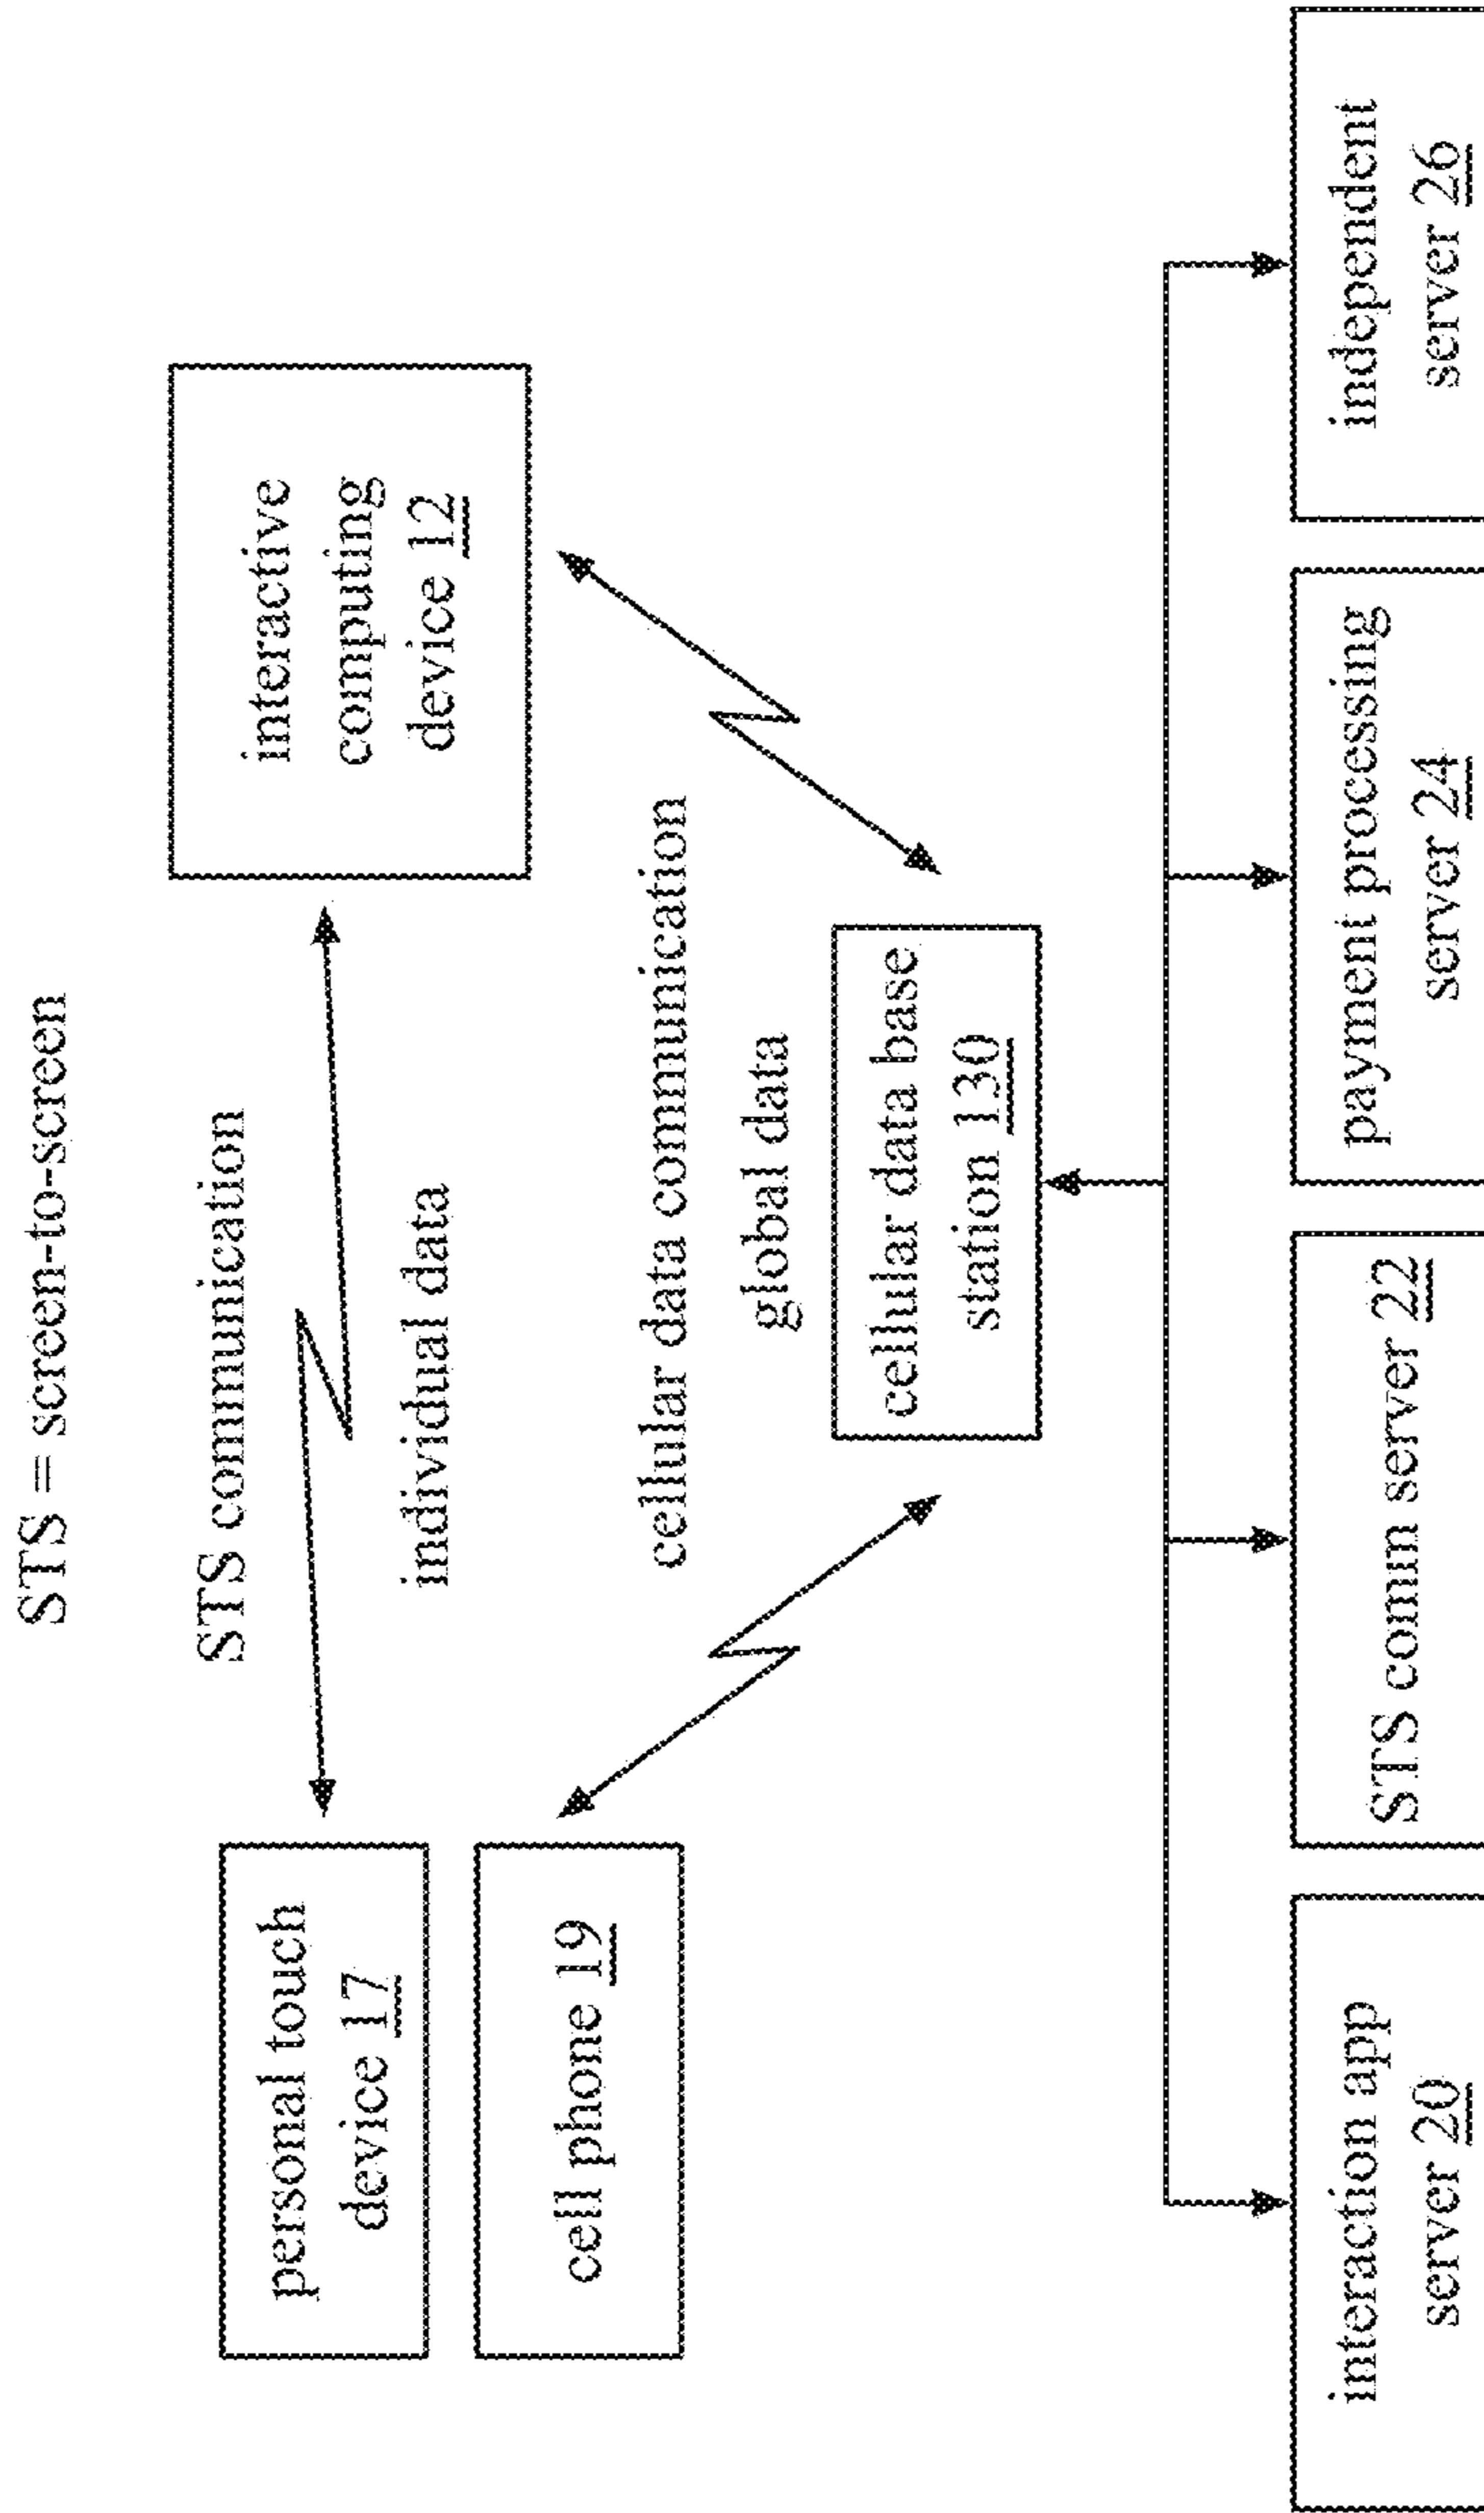 STS = screen-to-screen
STS communication
individual data
personal touch
device 17
cell phone 19
interactive
computing
device 12
cellular data communication
global data
cellular data base
station 130
interaction app
server 20
STS comm server 22
payment processing
server 24
independent
server 26